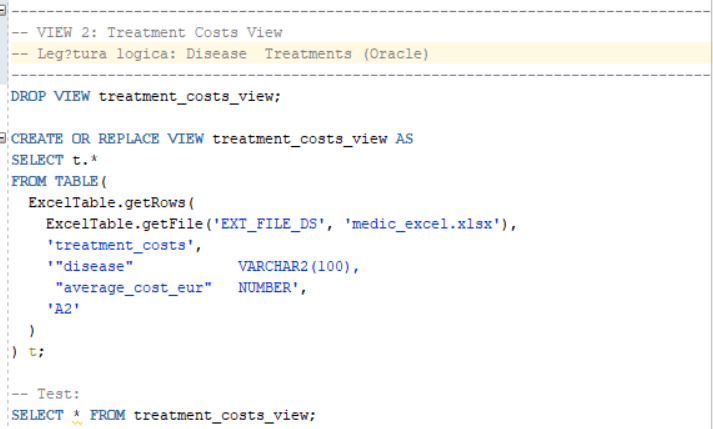 --------------------------------------------------------------------------------
-- VIEW 2: Treatment Costs View
-- Leg?tura logica: Disease  Treatments (Oracle)
--------------------------------------------------------------------------------
DROP VIEW treatment_costs_view;
CREATE OR REPLACE VIEW treatment_costs_view AS
SELECT t.*
FROM TABLE(
  ExcelTable.getRows(
    ExcelTable.getFile('EXT_FILE_DS', 'medic_excel.xlsx'),
    'treatment_costs',
    '"disease"             VARCHAR2(100),
     "average_cost_eur"   NUMBER',
    'A2'
  )
) t;
-- Test:
SELECT * FROM treatment_costs_view;